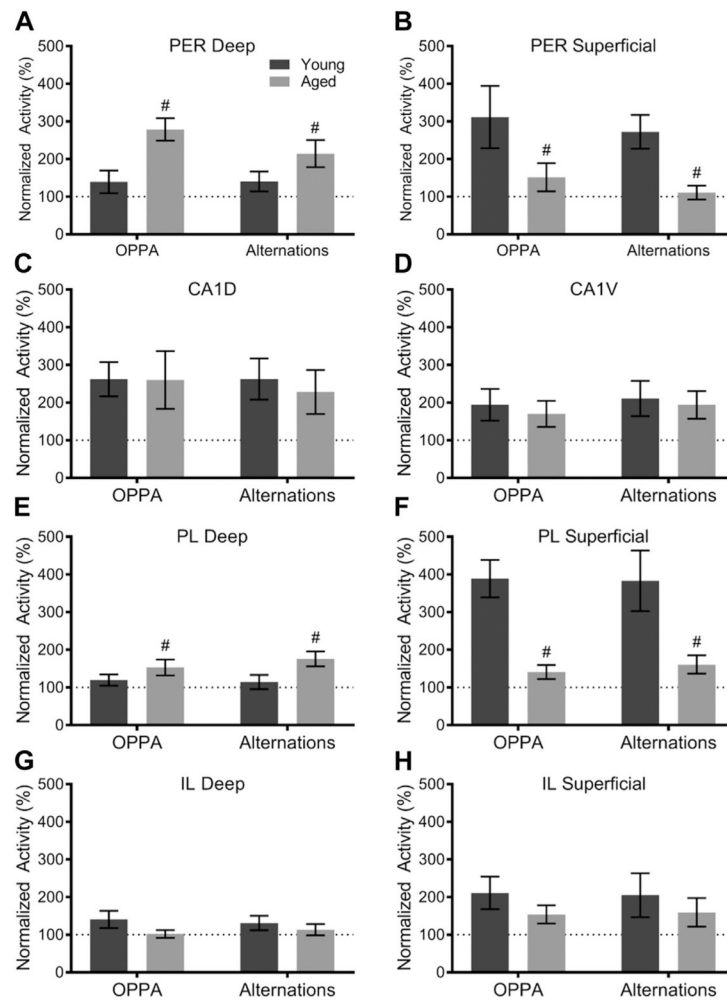 A
PER Deep
Normalized Activity (%)
500
400
300
200
100
0
Young
Aged
#
#
OPPA
Alternations
B
PER Superficial
Normalized Activity (%)
500
400
300
200
100
0
#
#
OPPA
Alternations
C
CA1D
Normalized Activity (%)
500
400
300
200
100
0
OPPA
Alternations
D
CA1V
Normalized Activity (%)
500
400
300
200
100
0
OPPA
Alternations
E
PL Deep
Normalized Activity (%)
500
400
300
200
100
0
#
#
OPPA
Alternations
F
PL Superficial
Normalized Activity (%)
500
400
300
200
100
0
#
#
OPPA
Alternations
G
IL Deep
Normalized Activity (%)
500
400
300
200
100
0
OPPA
Alternations
H
IL Superficial
Normalized Activity (%)
500
400
300
200
100
0
OPPA
Alternations